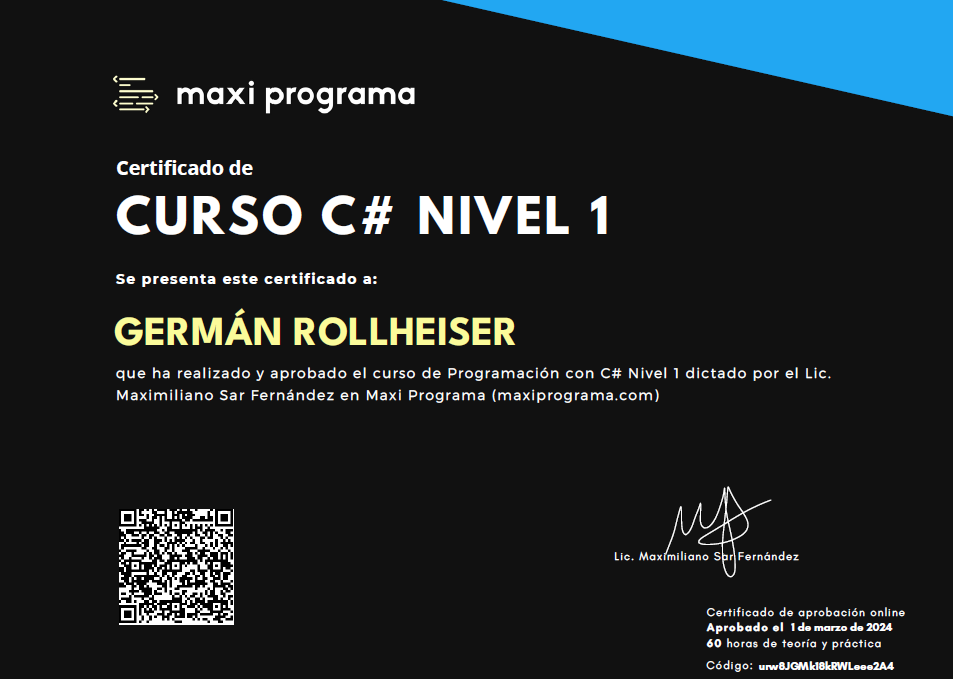 maxi programa
Certificado de
CURSO C# NIVEL 1
Se presenta este certificado a:
GERMÁN ROLLHEISER
que ha realizado y aprobado el curso de Programación con C# Nivel 1 dictado por el Lic.
Maximiliano Sar Fernández en Maxi Programa (maxiprograma.com)
Lic. Maximiliano Sar Fernández
Certificado de aprobación online
Aprobado el 1 de marzo de 2024
60 horas de teoría y práctica
Código: